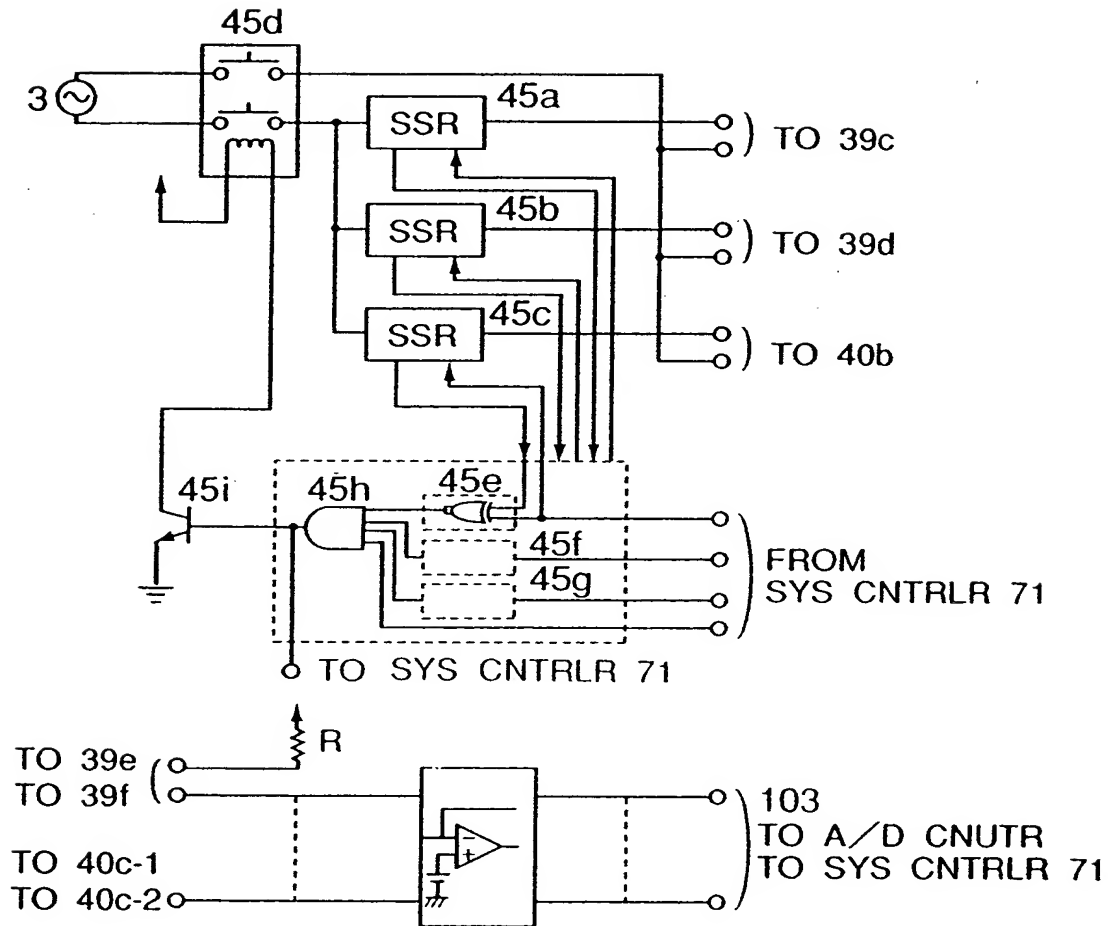 45d
3
SSR
45a
TO 39c
SSR
45b
TO 39d
SSR
45c
TO 40b
45i
45h
45e
45f
45g
FROM
SYS CNTRLR 71
TO SYS CNTRLR 71
R
TO 39e
TO 39f
TO 40c-1
TO 40c-2
103
TO A/D CNUTR
TO SYS CNTRLR 71